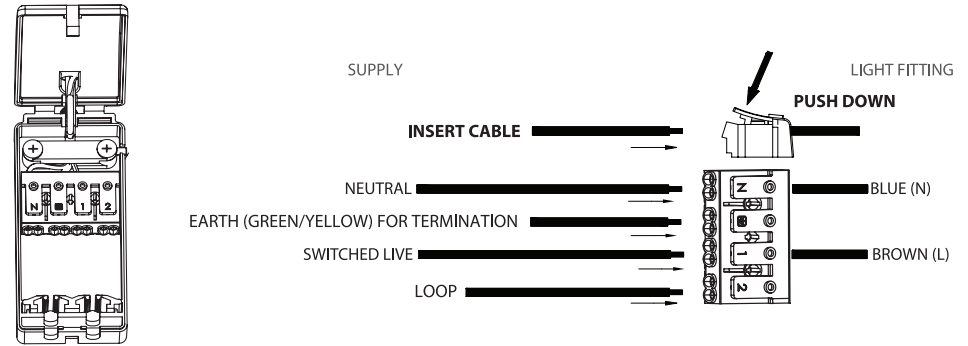 SUPPLY
LIGHT FITTING
PUSH DOWN
INSERT CABLE
NEUTRAL
BLUE (N)
EARTH (GREEN/YELLOW) FOR TERMINATION
SWITCHED LIVE
BROWN (L)
LOOP
N 1 2
N
1
2